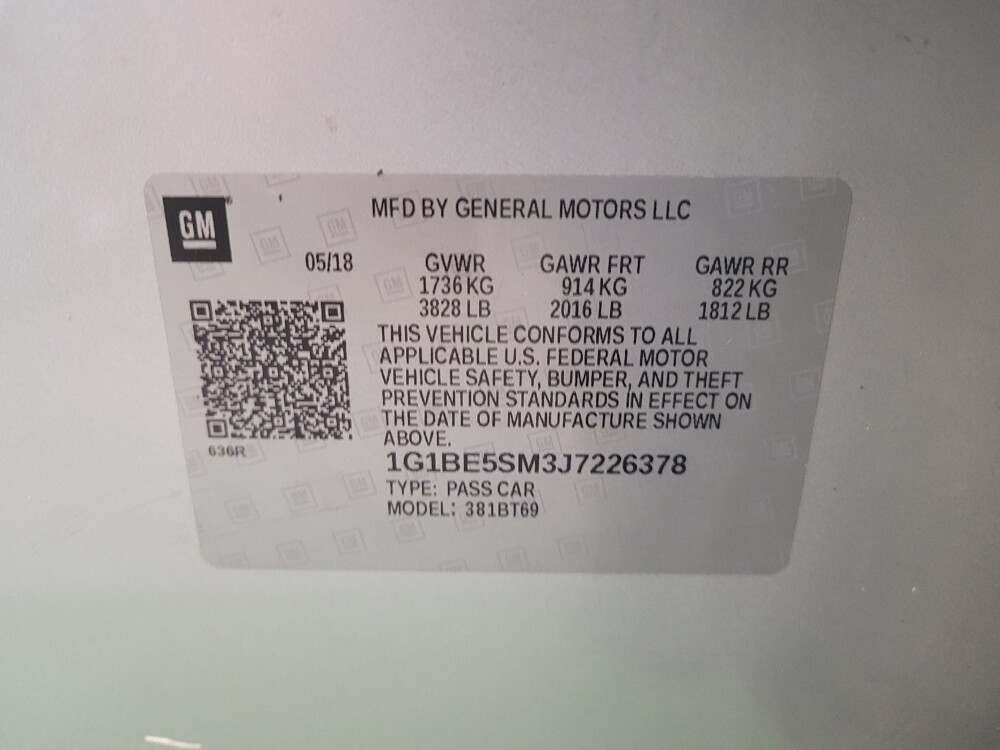 GM
MFD BY GENERAL MOTORS LLC
05/18 GVWR GAWR FRT GAWR RR
1736 KG 914 KG 822 KG
3828 LB 2016 LB 1812 LB
THIS VEHICLE CONFORMS TO ALL
APPLICABLE U.S. FEDERAL MOTOR
VEHICLE SAFETY, BUMPER, AND THEFT
PREVENTION STANDARDS IN EFFECT ON
THE DATE OF MANUFACTURE SHOWN
ABOVE.
636R
1G1BE5SM3J7226378
TYPE: PASS CAR
MODEL: 381BT69